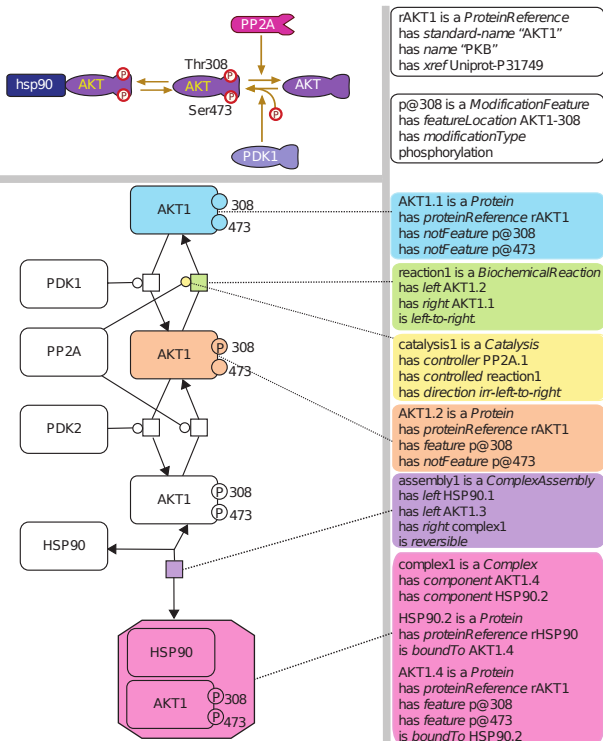 PP2A
Thr308
hsp90
AKT
P
P
AKT
P
P
AKT
Ser473
P
PDK1
rAKT1 is a ProteinReference
has standard-name “AKT1”
has name “PKB”
has xref Uniprot-P31749
p@308 is a ModificationFeature
has featureLocation AKT1-308
has modificationType
phosphorylation
AKT1
308
473
PDK1
PP2A
AKT1
P
308
473
PDK2
AKT1
P
308
P
473
HSP90
HSP90
AKT1
P
308
P
473
AKT1.1 is a Protein
has proteinReference rAKT1
has notFeature p@308
has notFeature p@473
reaction1 is a BiochemicalReaction
has left AKT1.2
has right AKT1.1
is left-to-right.
catalysis1 is a Catalysis
has controller PP2A.1
has controlled reaction1
has direction irr-left-to-right
AKT1.2 is a Protein
has proteinReference rAKT1
has feature p@308
has notFeature p@473
assembly1 is a ComplexAssembly
has left HSP90.1
has left AKT1.3
has right complex1
is reversible
complex1 is a Complex
has component AKT1.4
has component HSP90.2
HSP90.2 is a Protein
has proteinReference rHSP90
is boundTo AKT1.4
AKT1.4 is a Protein
has proteinReference rAKT1
has feature p@308
has feature p@473
is boundTo HSP90.2